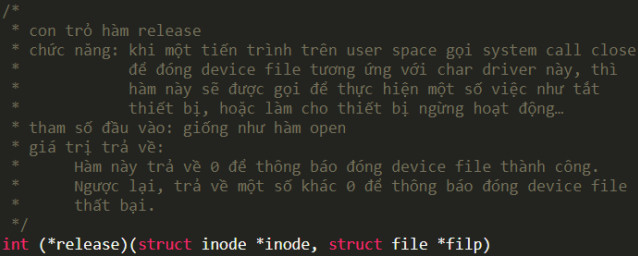 /*
 * con trỏ hàm release
 * chức năng: khi một tiến trình trên user space gọi system call close
 *            để đóng device file tương ứng với char driver này, thì
 *            hàm này sẽ được gọi để thực hiện một số việc như tắt
 *            thiết bị, hoặc làm cho thiết bị ngừng hoạt động…
 * tham số đầu vào: giống như hàm open
 * giá trị trả về:
 *      Hàm này trả về 0 để thông báo đóng device file thành công.
 *      Ngược lại, trả về một số khác 0 để thông báo đóng device file
 *      thất bại.
 */
int (*release)(struct inode *inode, struct file *filp)